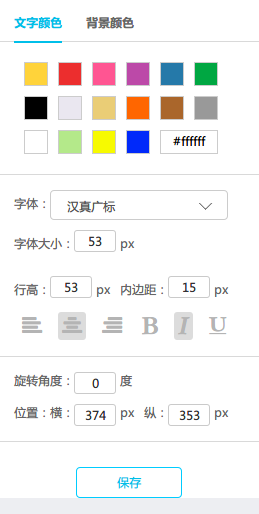 文字颜色 背景颜色
#ffffff
字体： 汉真广标
字体大小： 53 px
行高： 53 px 内边距： 15 px
B I U
旋转角度： 0 度
位置：横： 374 px 纵： 353 px
保存